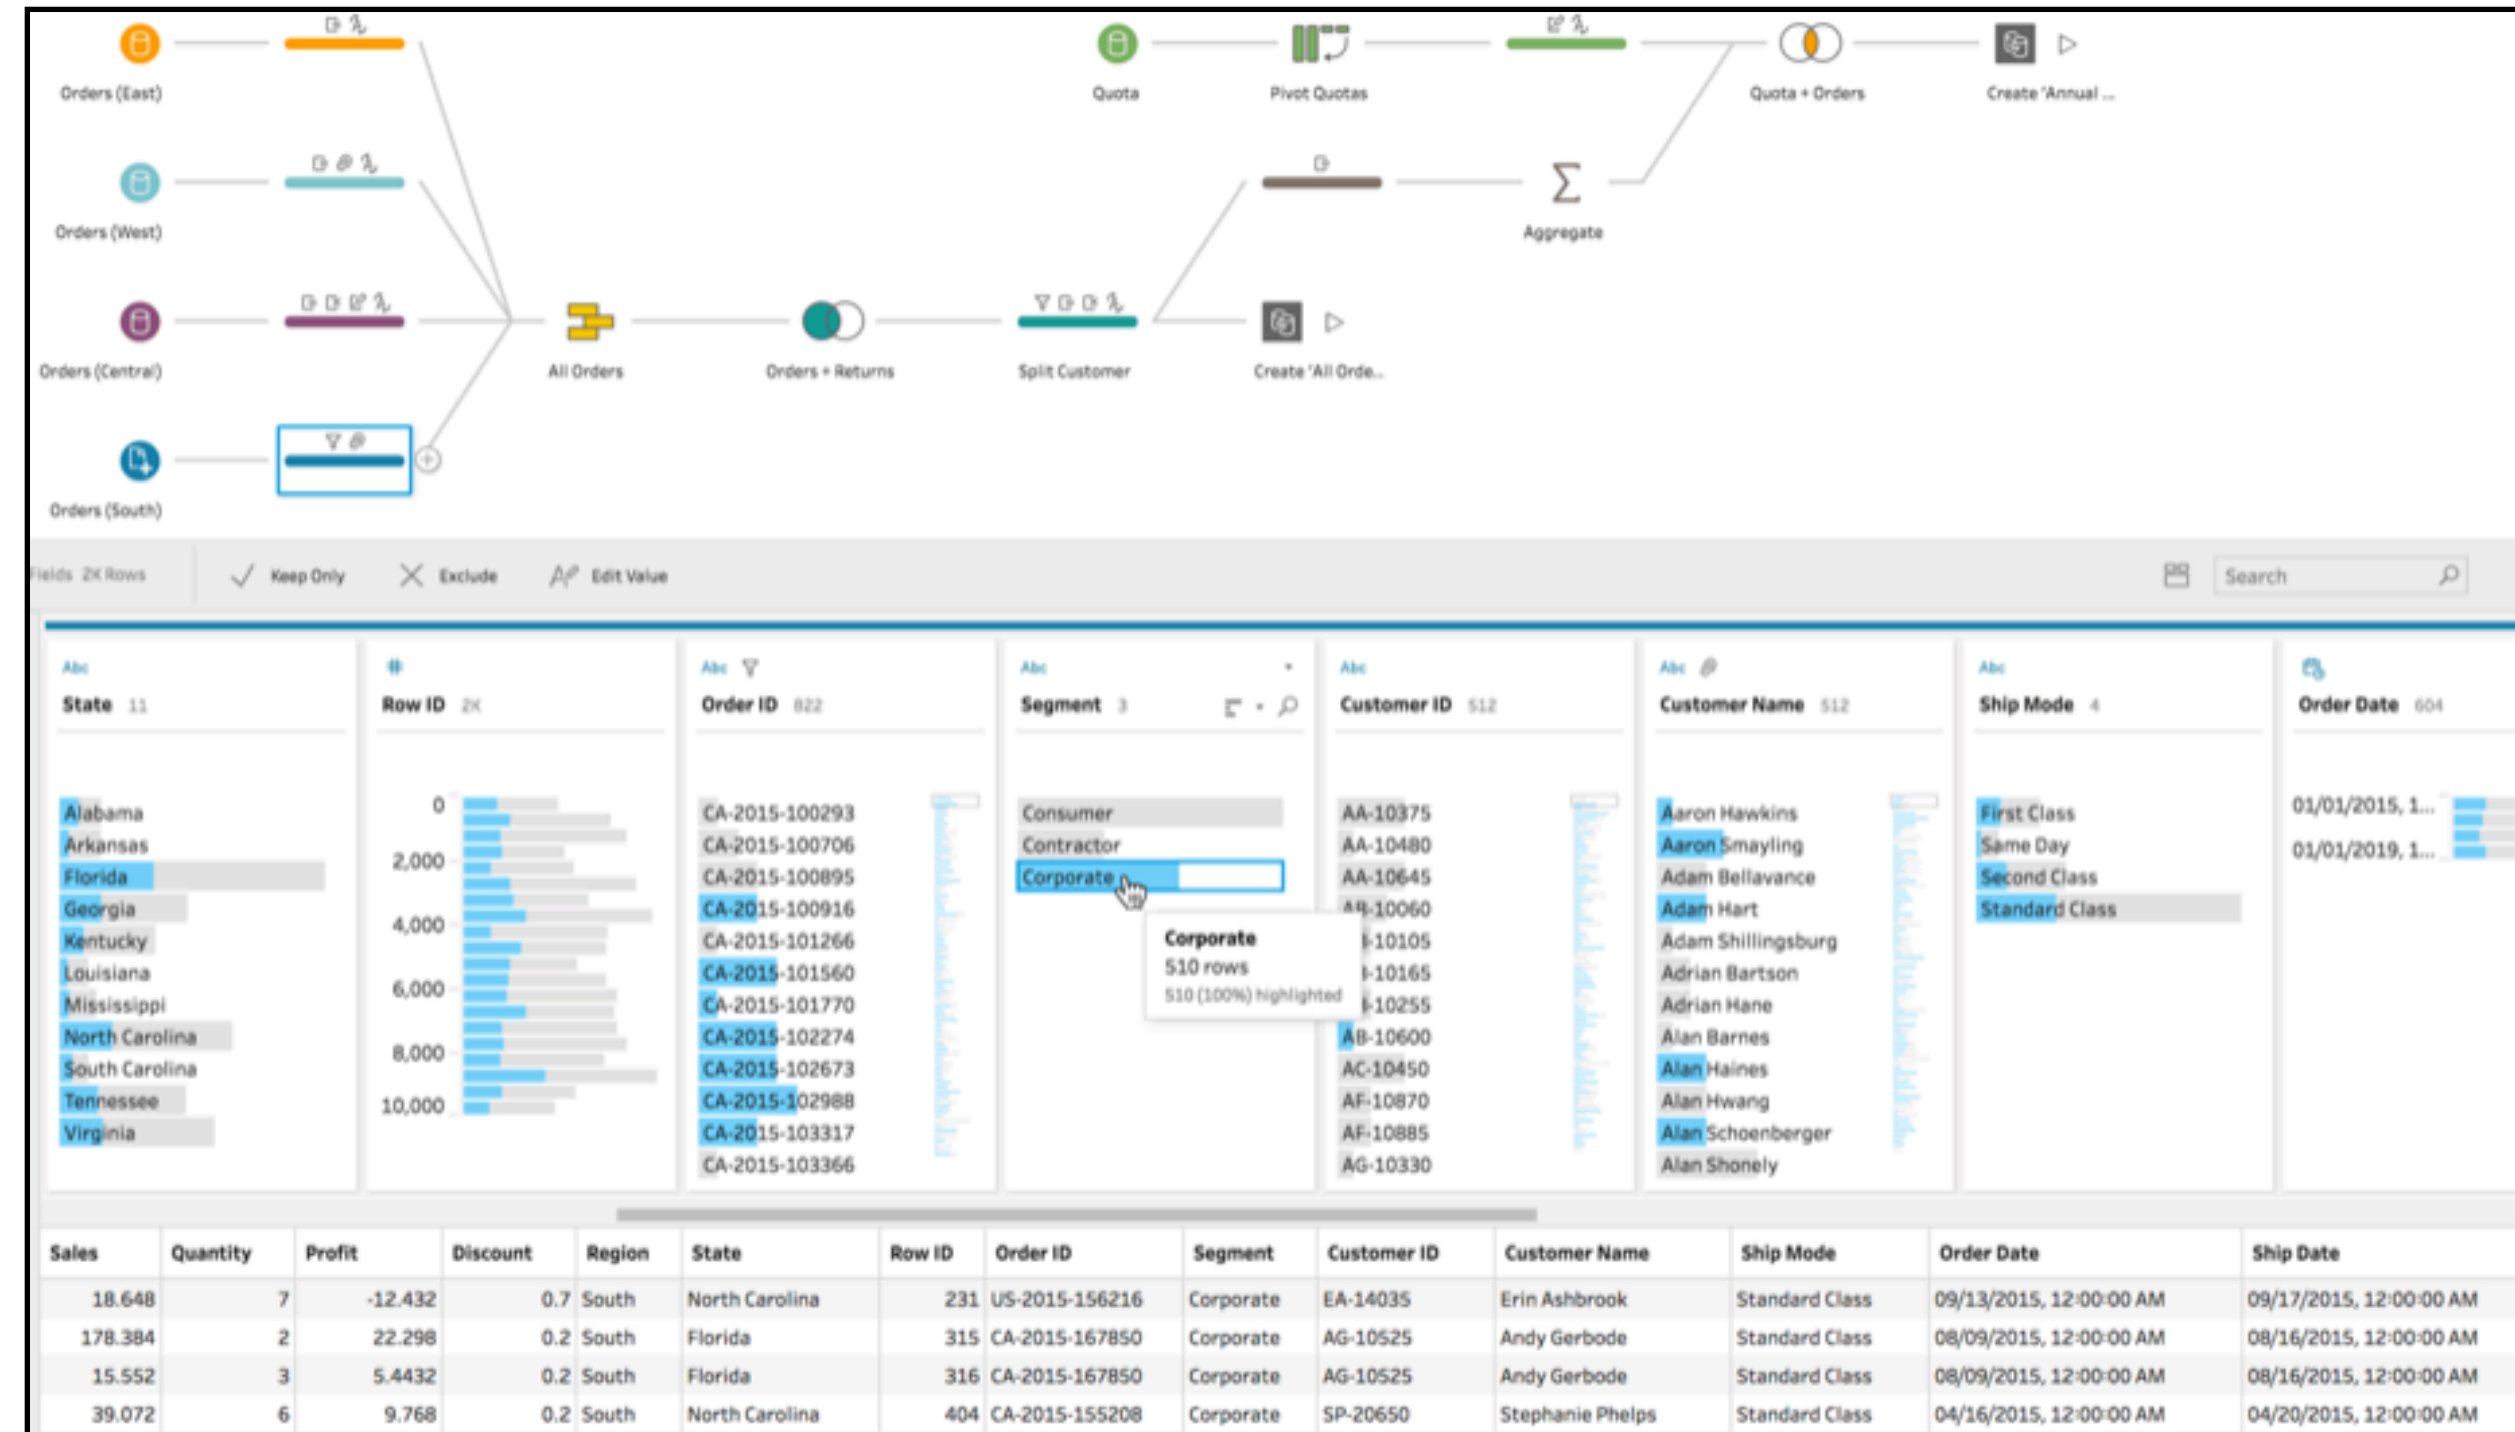 Orders (East)
Quota
Pivot Quotas
Quota + Orders
Create 'Annual ...
Orders (West)
Aggregate
Orders (Central)
All Orders
Orders + Returns
Split Customer
Create 'All Orde...
Orders (South)
Fields 2K Rows
Keep Only
Exclude
Edit Value
Search
Abc
State 11
Alabama
Arkansas
Florida
Georgia
Kentucky
Louisiana
Mississippi
North Carolina
South Carolina
Tennessee
Virginia
#
Row ID 2K
0
2,000
4,000
6,000
8,000
10,000
Abc
Order ID 822
CA-2015-100293
CA-2015-100706
CA-2015-100895
CA-2015-100916
CA-2015-101266
CA-2015-101560
CA-2015-101770
CA-2015-102274
CA-2015-102673
CA-2015-102988
CA-2015-103317
CA-2015-103366
Abc
Segment 3
Consumer
Contractor
Corporate
Corporate
510 rows
510 (100%) highlighted
Abc
Customer ID 512
AA-10375
AA-10480
AA-10645
AB-10060
-10105
-10165
-10255
AB-10600
AC-10450
AF-10870
AF-10885
AG-10330
Abc
Customer Name 512
Aaron Hawkins
Aaron Smayling
Adam Bellavance
Adam Hart
Adam Shillingsburg
Adrian Bartson
Adrian Hane
Alan Barnes
Alan Haines
Alan Hwang
Alan Schoenberger
Alan Shonely
Abc
Ship Mode 4
First Class
Same Day
Second Class
Standard Class
Order Date 604
01/01/2015, 1...
01/01/2019, 1...
Sales Quantity Profit Discount Region State Row ID Order ID Segment Customer ID Customer Name Ship Mode Order Date Ship Date
18.648 7 -12.432 0.7 South North Carolina 231 US-2015-156216 Corporate EA-14035 Erin Ashbrook Standard Class 09/13/2015, 12:00:00 AM 09/17/2015, 12:00:00 AM
178.384 2 22.298 0.2 South Florida 315 CA-2015-167850 Corporate AG-10525 Andy Gerbode Standard Class 08/09/2015, 12:00:00 AM 08/16/2015, 12:00:00 AM
15.552 3 5.4432 0.2 South Florida 316 CA-2015-167850 Corporate AG-10525 Andy Gerbode Standard Class 08/09/2015, 12:00:00 AM 08/16/2015, 12:00:00 AM
39.072 6 9.768 0.2 South North Carolina 404 CA-2015-155208 Corporate SP-20650 Stephanie Phelps Standard Class 04/16/2015, 12:00:00 AM 04/20/2015, 12:00:00 AM